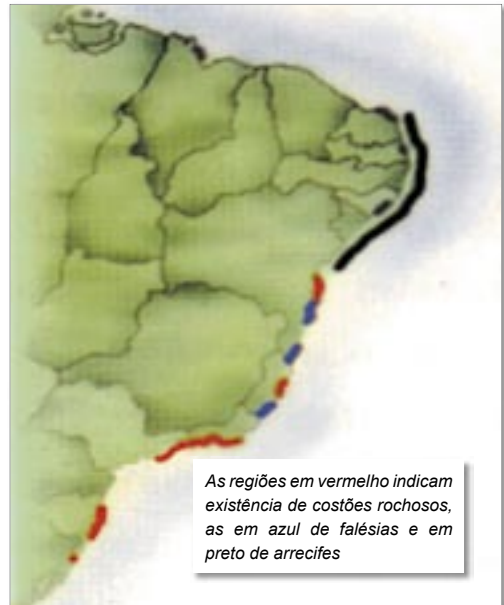 As regiões em vermelho indicam
existência de costões rochosos,
as em azul de falésias e em
preto de arrecifes